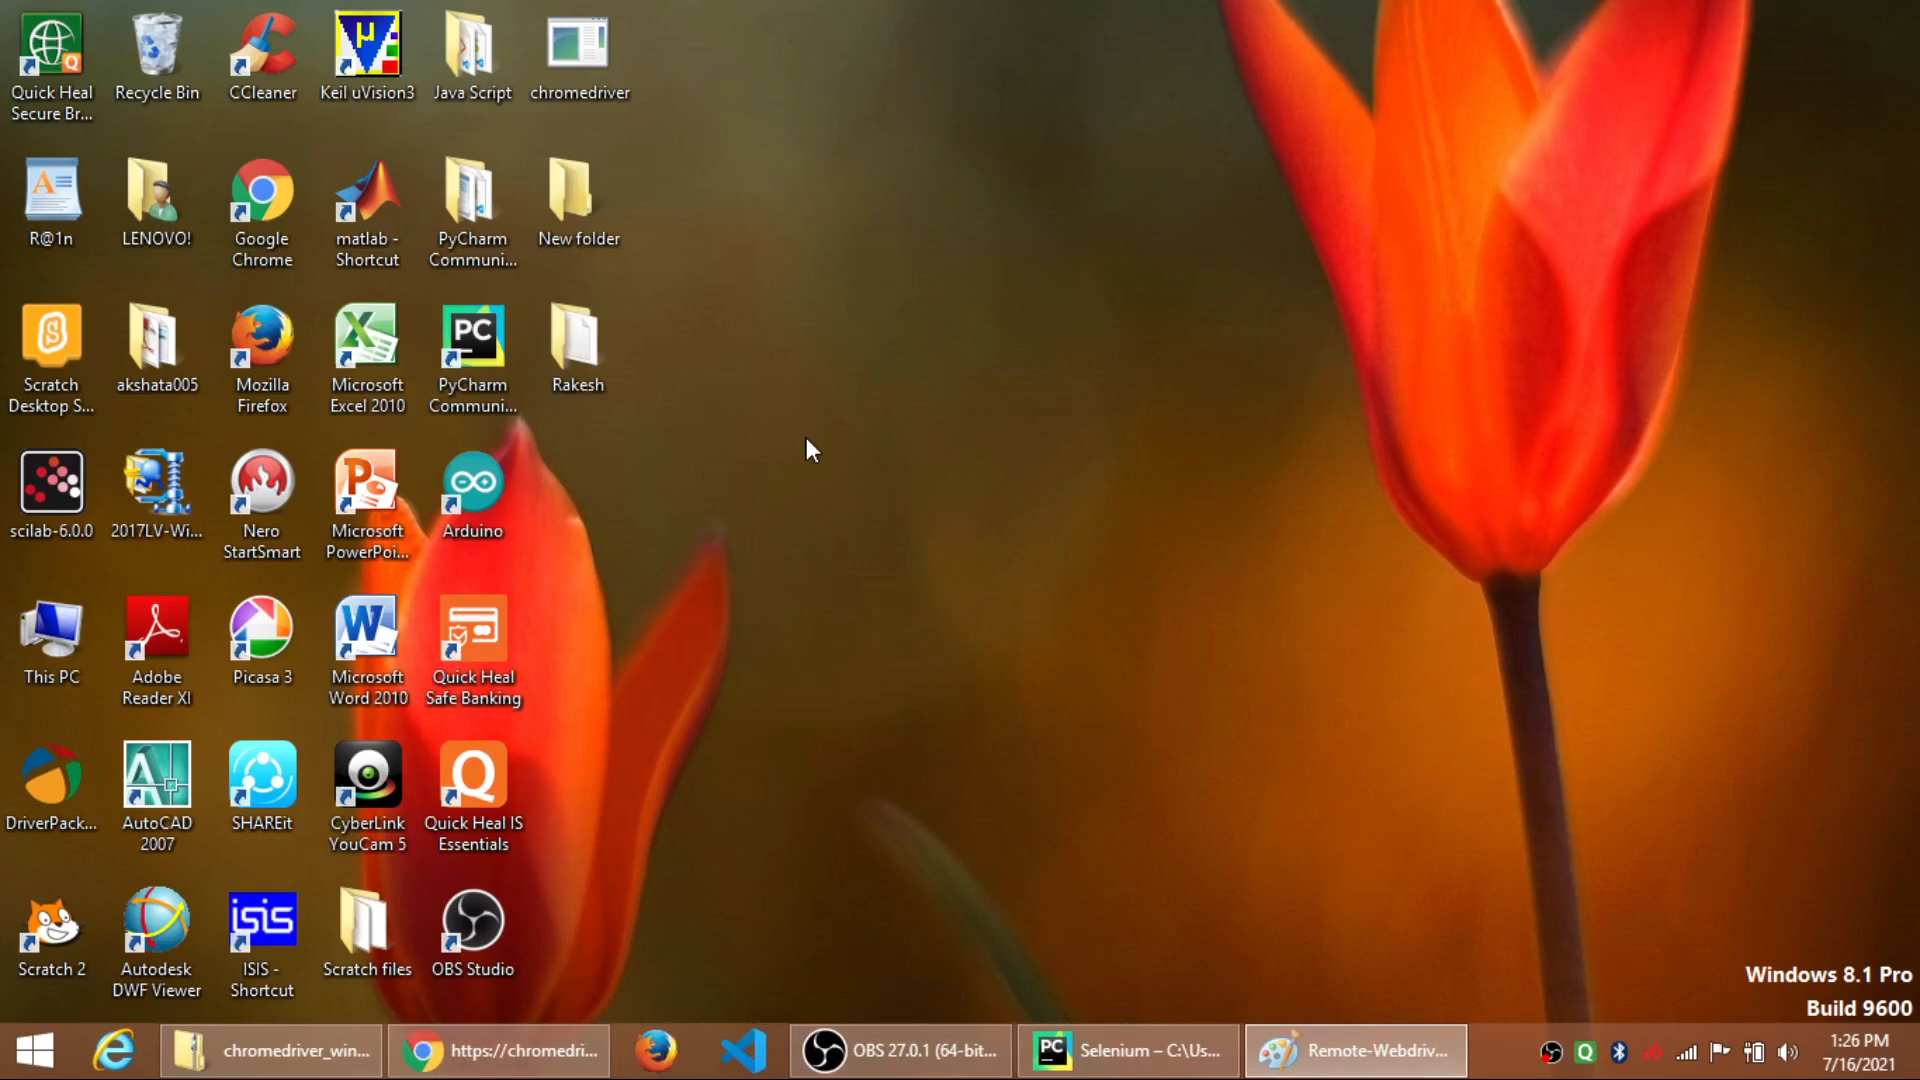 Quick Heal
Secure Br...
Recycle Bin
CCleaner
Keil uVision3
Java Script
chromedriver
R@1n
LENOVO!
Google
Chrome
matlab -
Shortcut
PyCharm
Communi...
New folder
Scratch
Desktop S...
akshata005
Mozilla
Firefox
Microsoft
Excel 2010
PyCharm
Communi...
Rakesh
scilab-6.0.0
2017LV-Wi...
Nero
StartSmart
Microsoft
PowerPoi...
Arduino
This PC
Adobe
Reader XI
Picasa 3
Microsoft
Word 2010
Quick Heal
Safe Banking
DriverPack...
AutoCAD
2007
SHAREit
CyberLink
YouCam 5
Quick Heal IS
Essentials
Scratch 2
Autodesk
DWF Viewer
isis
ISIS -
Shortcut
Scratch files
OBS Studio
Windows 8.1 Pro
Build 9600
chromedriver_win...
https://chromedri...
OBS 27.0.1 (64-bit...
Selenium – C:\Us...
Remote-Webdriv...
1:26 PM
7/16/2021